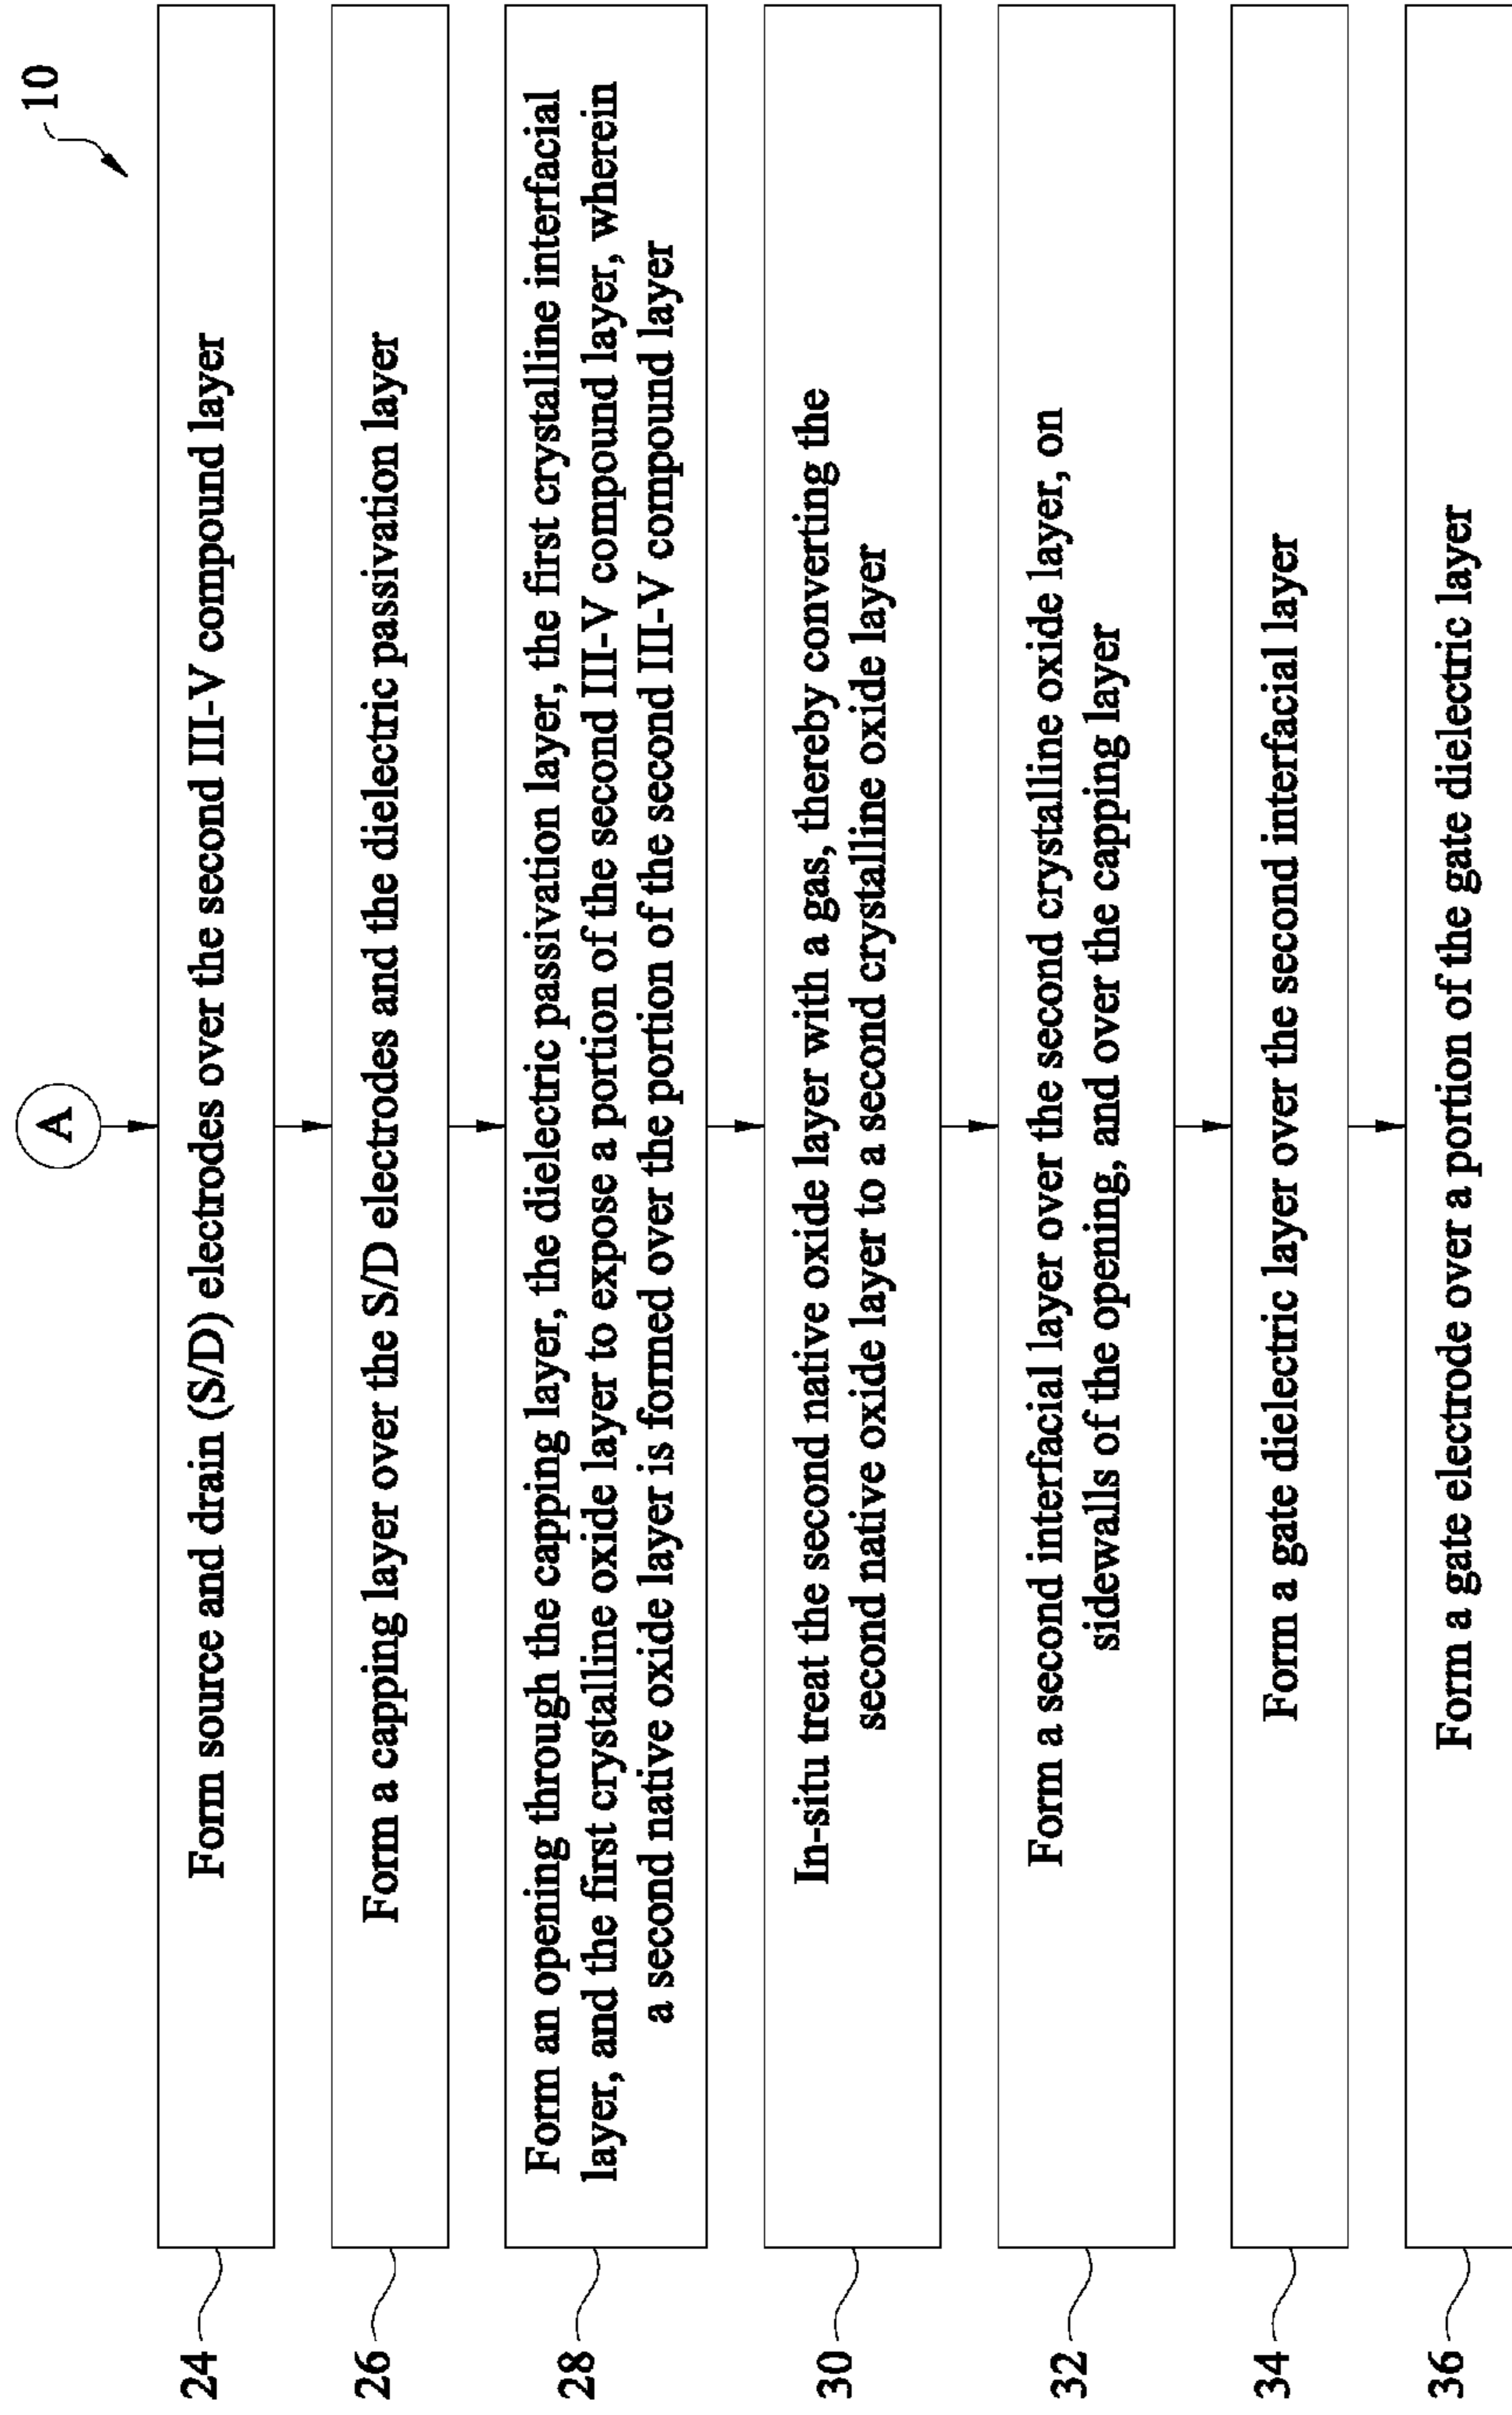 10
A
24
Form source and drain (S/D) electrodes over the second III-V compound layer
26
Form a capping layer over the S/D electrodes and the dielectric passivation layer
28
Form an opening through the capping layer, the dielectric passivation layer, the first crystalline interfacial
layer, and the first crystalline oxide layer to expose a portion of the second III-V compound layer, wherein
a second native oxide layer is formed over the portion of the second III-V compound layer
30
In-situ treat the second native oxide layer with a gas, thereby converting the
second native oxide layer to a second crystalline oxide layer
32
Form a second interfacial layer over the second crystalline oxide layer, on
sidewalls of the opening, and over the capping layer
34
Form a gate dielectric layer over the second interfacial layer
36
Form a gate electrode over a portion of the gate dielectric layer